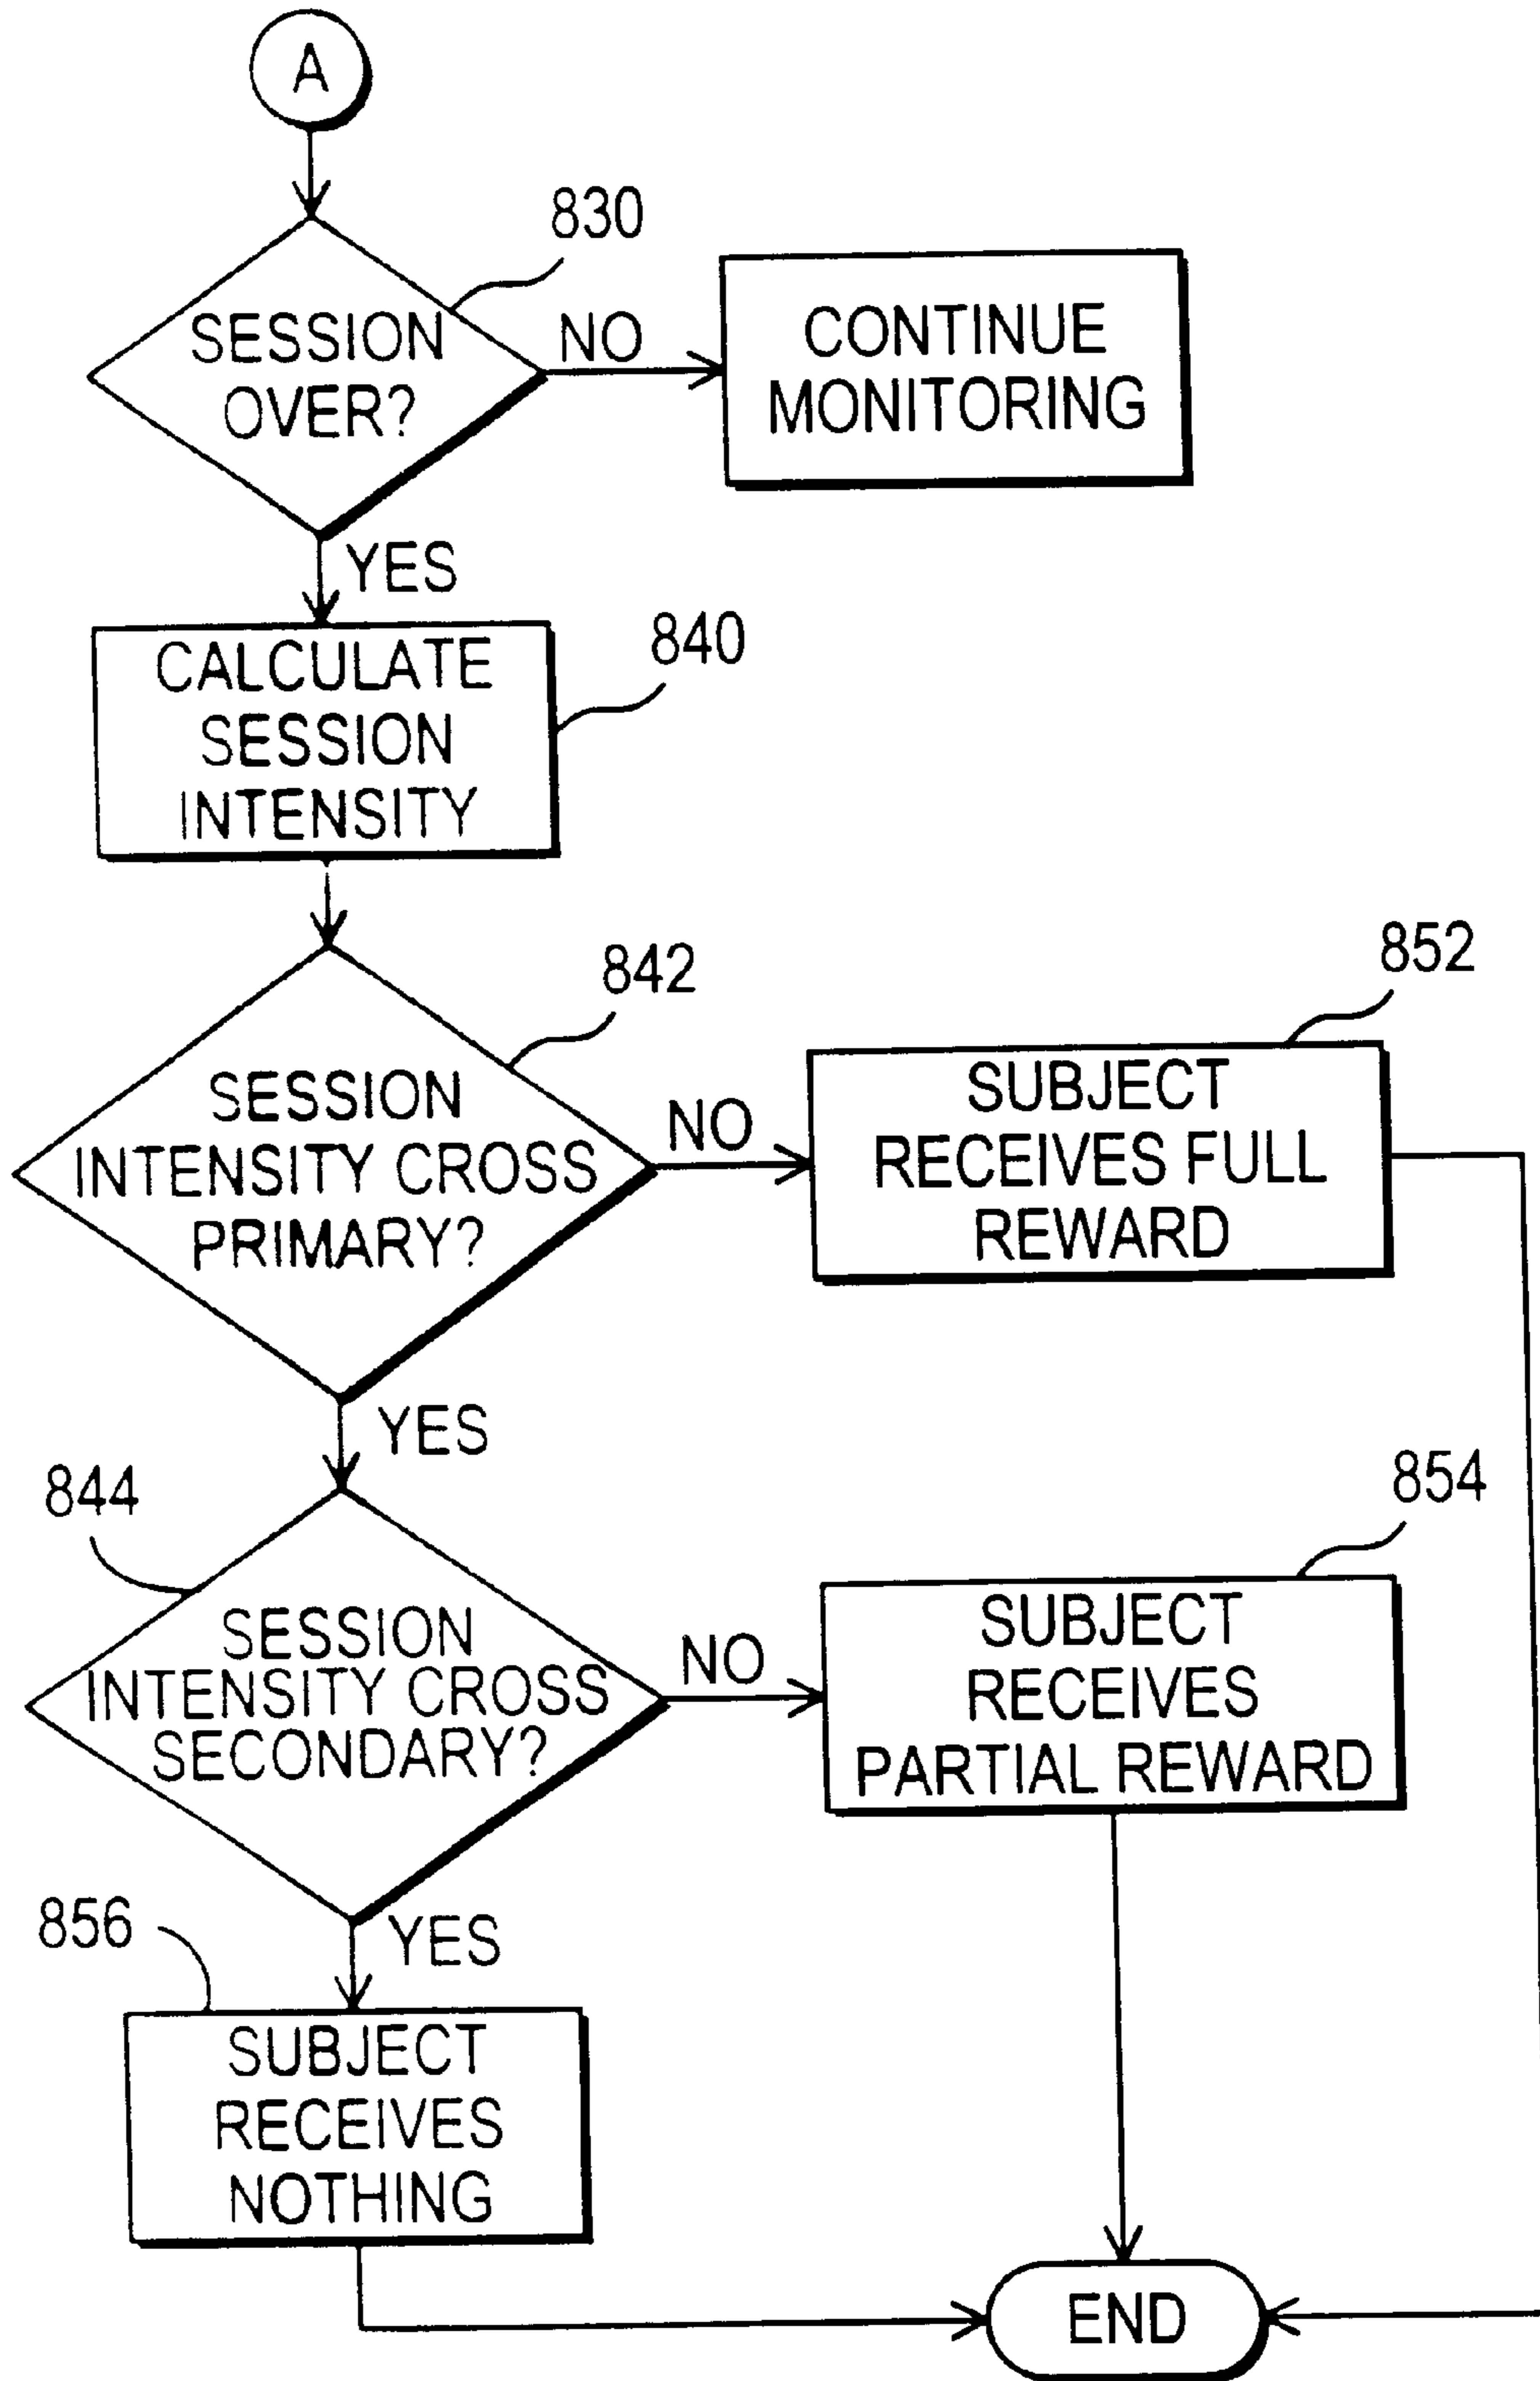 A
830
SESSION
OVER?
NO
CONTINUE
MONITORING
YES
840
CALCULATE
SESSION
INTENSITY
842
SESSION
INTENSITY CROSS
PRIMARY?
NO
852
SUBJECT
RECEIVES FULL
REWARD
YES
844
SESSION
INTENSITY CROSS
SECONDARY?
NO
854
SUBJECT
RECEIVES
PARTIAL REWARD
YES
856
SUBJECT
RECEIVES
NOTHING
END